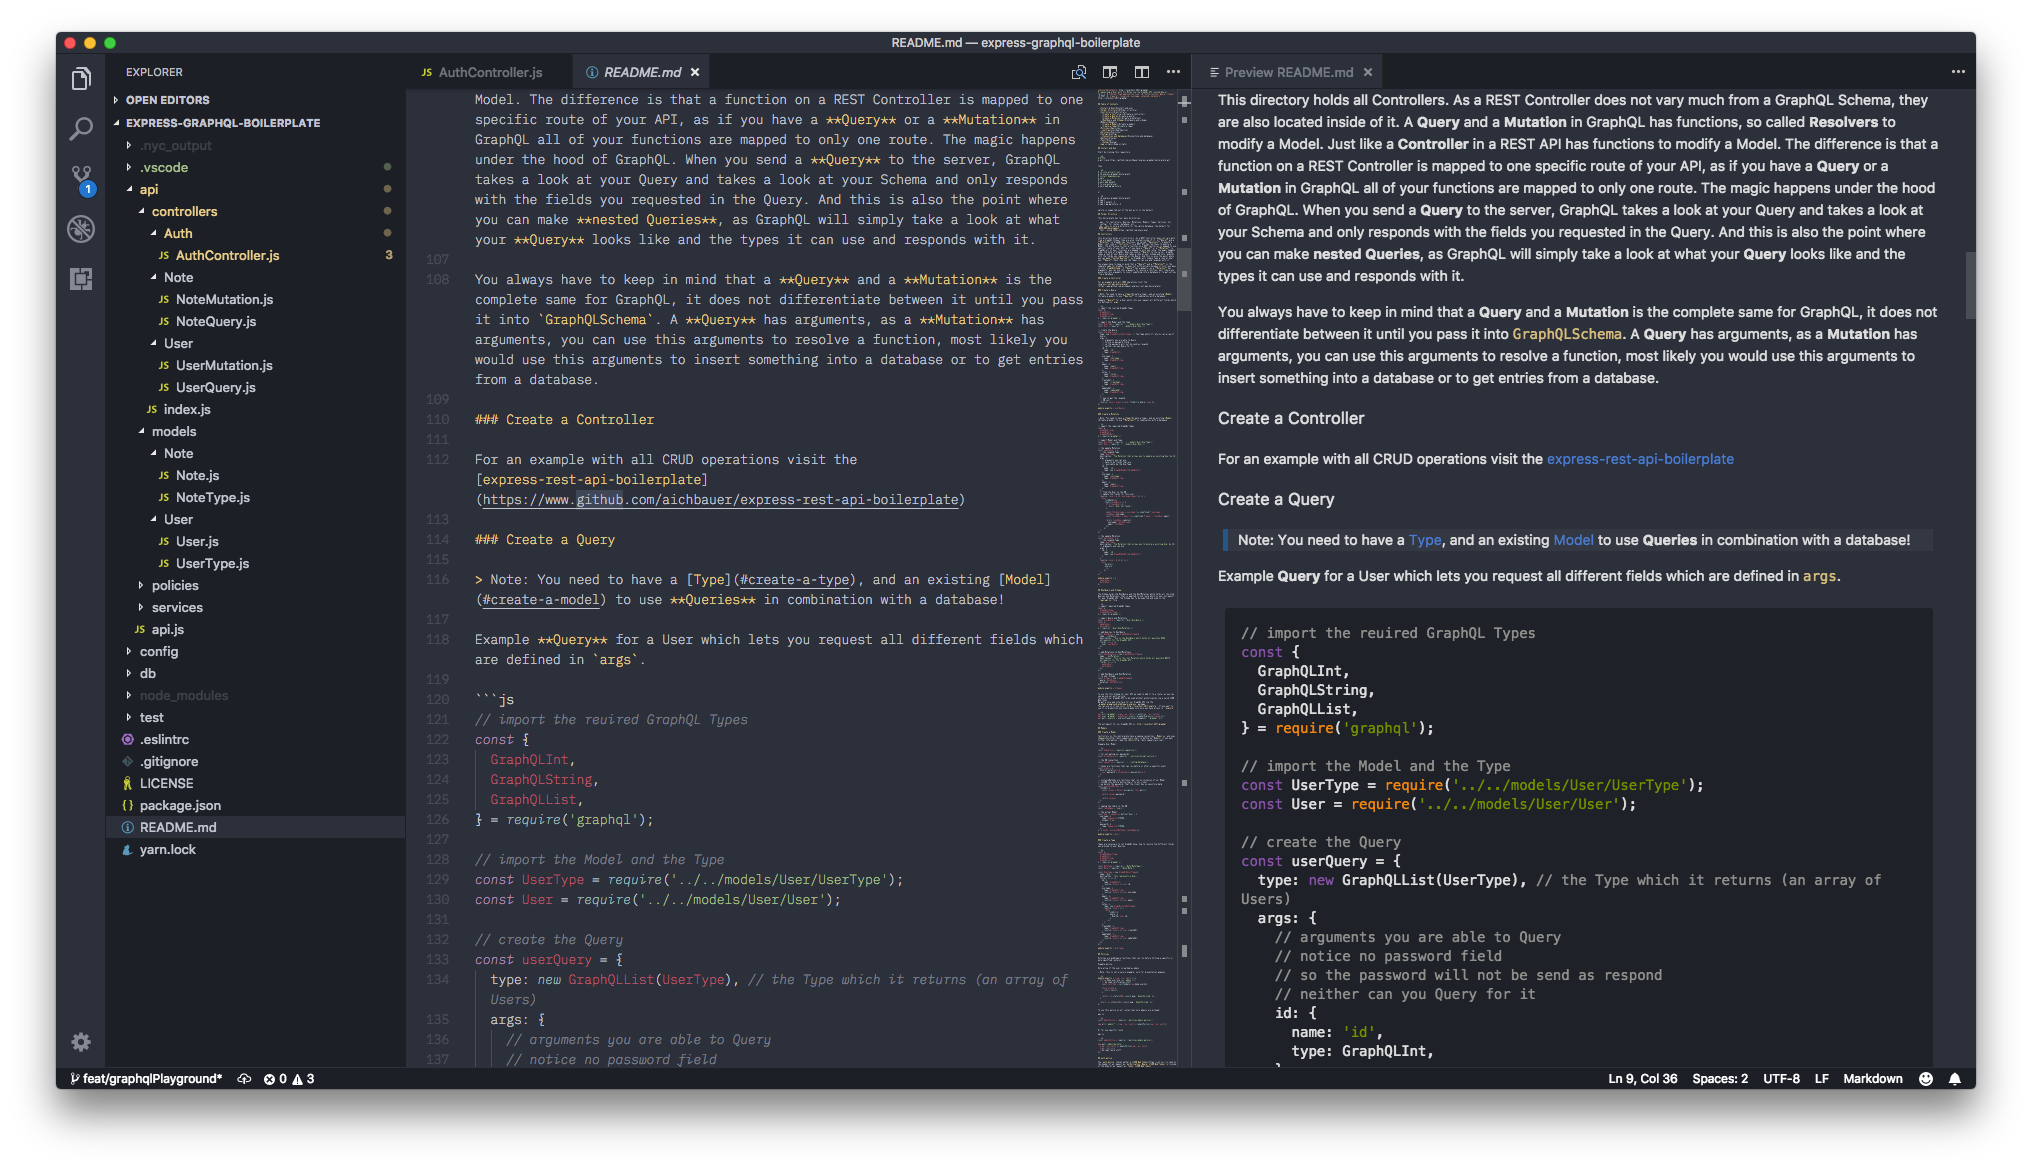 README.md — express-graphql-boilerplate
EXPLORER
OPEN EDITORS
EXPRESS-GRAPHQL-BOILERPLATE
.nyc_output
.vscode
api
controllers
Auth
JS AuthController.js 3
Note
JS NoteMutation.js
JS NoteQuery.js
User
JS UserMutation.js
JS UserQuery.js
JS index.js
models
Note
JS Note.js
JS NoteType.js
User
JS User.js
JS UserType.js
policies
services
JS api.js
config
db
node_modules
test
.eslintrc
.gitignore
LICENSE
{} package.json
README.md
yarn.lock
1
JS AuthController.js
README.md ×
Model. The difference is that a function on a REST Controller is mapped to one
specific route of your API, as if you have a **Query** or a **Mutation** in
GraphQL all of your functions are mapped to only one route. The magic happens
under the hood of GraphQL. When you send a **Query** to the server, GraphQL
takes a look at your Query and takes a look at your Schema and only responds
with the fields you requested in the Query. And this is also the point where
you can make **nested Queries**, as GraphQL will simply take a look at what
your **Query** looks like and the types it can use and responds with it.
107
108 You always have to keep in mind that a **Query** and a **Mutation** is the
complete same for GraphQL, it does not differentiate between it until you pass
it into `GraphQLSchema`. A **Query** has arguments, as a **Mutation** has
arguments, you can use this arguments to resolve a function, most likely you
would use this arguments to insert something into a database or to get entries
from a database.
109
110 ### Create a Controller
111
112 For an example with all CRUD operations visit the
[express-rest-api-boilerplate]
(https://www.github.com/aichbauer/express-rest-api-boilerplate)
113
114 ### Create a Query
115
116 > Note: You need to have a [Type](#create-a-type), and an existing [Model]
(#create-a-model) to use **Queries** in combination with a database!
117
118 Example **Query** for a User which lets you request all different fields which
are defined in `args`.
119
120 ```js
121 // import the reuired GraphQL Types
122 const {
123 GraphQLInt,
124 GraphQLString,
125 GraphQLList,
126 } = require('graphql');
127
128 // import the Model and the Type
129 const UserType = require('../../models/User/UserType');
130 const User = require('../../models/User/User');
131
132 // create the Query
133 const userQuery = {
134 type: new GraphQLList(UserType), // the Type which it returns (an array of
Users)
135 args: {
136 // arguments you are able to Query
137 // notice no password field
Preview README.md ×
This directory holds all Controllers. As a REST Controller does not vary much from a GraphQL Schema, they
are also located inside of it. A Query and a Mutation in GraphQL has functions, so called Resolvers to
modify a Model. Just like a Controller in a REST API has functions to modify a Model. The difference is that a
function on a REST Controller is mapped to one specific route of your API, as if you have a Query or a
Mutation in GraphQL all of your functions are mapped to only one route. The magic happens under the hood
of GraphQL. When you send a Query to the server, GraphQL takes a look at your Query and takes a look at
your Schema and only responds with the fields you requested in the Query. And this is also the point where
you can make nested Queries, as GraphQL will simply take a look at what your Query looks like and the
types it can use and responds with it.
You always have to keep in mind that a Query and a Mutation is the complete same for GraphQL, it does not
differentiate between it until you pass it into GraphQLSchema. A Query has arguments, as a Mutation has
arguments, you can use this arguments to resolve a function, most likely you would use this arguments to
insert something into a database or to get entries from a database.
Create a Controller
For an example with all CRUD operations visit the express-rest-api-boilerplate
Create a Query
Note: You need to have a Type, and an existing Model to use Queries in combination with a database!
Example Query for a User which lets you request all different fields which are defined in args.
// import the reuired GraphQL Types
const {
GraphQLInt,
GraphQLString,
GraphQLList,
} = require('graphql');
// import the Model and the Type
const UserType = require('../../models/User/UserType');
const User = require('../../models/User/User');
// create the Query
const userQuery = {
type: new GraphQLList(UserType), // the Type which it returns (an array of
Users)
args: {
// arguments you are able to Query
// notice no password field
// so the password will not be send as respond
// neither can you Query for it
id: {
name: 'id',
type: GraphQLInt,
feat/graphqlPlayground* 0 3
Ln 9, Col 36 Spaces: 2 UTF-8 LF Markdown